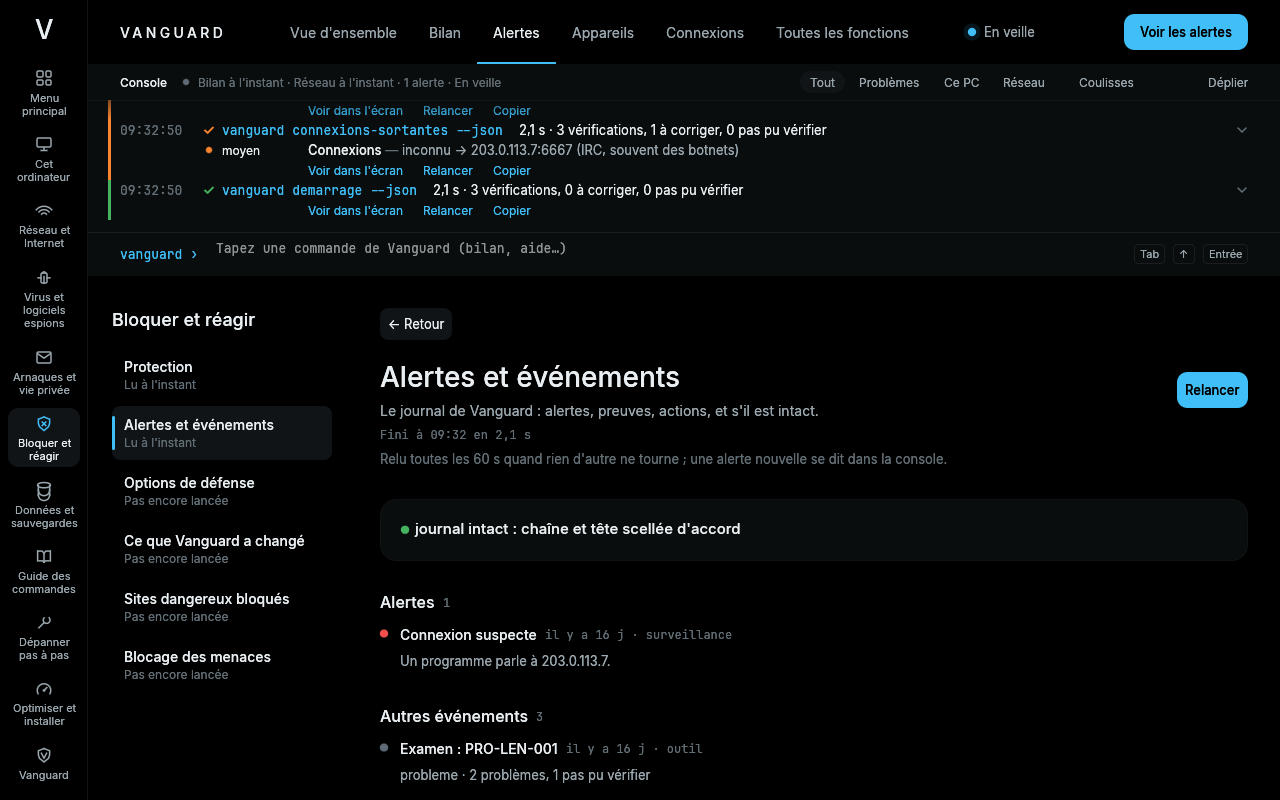 V
VANGUARD
Vue d'ensemble
Bilan
Alertes
Appareils
Connexions
Toutes les fonctions
En veille
Voir les alertes
Console
Bilan à l'instant · Réseau à l'instant · 1 alerte · En veille
Tout
Problèmes
Ce PC
Réseau
Coulisses
Déplier
Voir dans l'écran Relancer Copier
09:32:50 vanguard connexions-sortantes --json 2,1 s · 3 vérifications, 1 à corriger, 0 pas pu vérifier
moyen Connexions — inconnu → 203.0.113.7:6667 (IRC, souvent des botnets)
Voir dans l'écran Relancer Copier
09:32:50 vanguard demarrage --json 2,1 s · 3 vérifications, 0 à corriger, 0 pas pu vérifier
Voir dans l'écran Relancer Copier
vanguard › Tapez une commande de Vanguard (bilan, aide…)
Tab ↑ Entrée
Menu
principal
Cet
ordinateur
Réseau et
Internet
Virus et
logiciels
espions
Arnaques et
vie privée
Bloquer et
réagir
Données et
sauvegardes
Guide des
commandes
Dépanner
pas à pas
Optimiser et
installer
Vanguard
Bloquer et réagir
Protection
Lu à l'instant
Alertes et événements
Lu à l'instant
Options de défense
Pas encore lancée
Ce que Vanguard a changé
Pas encore lancée
Sites dangereux bloqués
Pas encore lancée
Blocage des menaces
Pas encore lancée
← Retour
Alertes et événements
Relancer
Le journal de Vanguard : alertes, preuves, actions, et s'il est intact.
Fini à 09:32 en 2,1 s
Relu toutes les 60 s quand rien d'autre ne tourne ; une alerte nouvelle se dit dans la console.
journal intact : chaîne et tête scellée d'accord
Alertes 1
Connexion suspecte il y a 16 j · surveillance
Un programme parle à 203.0.113.7.
Autres événements 3
Examen : PRO-LEN-001 il y a 16 j · outil
probleme · 2 problèmes, 1 pas pu vérifier